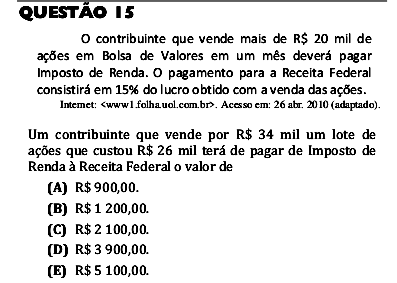 QUESTÃO 15
O contribuinte que vende mais de R$ 20 mil de
ações em Bolsa de Valores em um mês deverá pagar
Imposto de Renda. O pagamento para a Receita Federal
consistirá em 15% do lucro obtido com a venda das ações.
Internet: <www1.folha.uol.com.br>. Acesso em: 26 abr. 2010 (adaptado).
Um contribuinte que vende por R$ 34 mil um lote de
ações que custou R$ 26 mil terá de pagar de Imposto de
Renda à Receita Federal o valor de
(A) R$ 900,00.
(B) R$ 1 200,00.
(C) R$ 2 100,00.
(D) R$ 3 900,00.
(E) R$ 5 100,00.